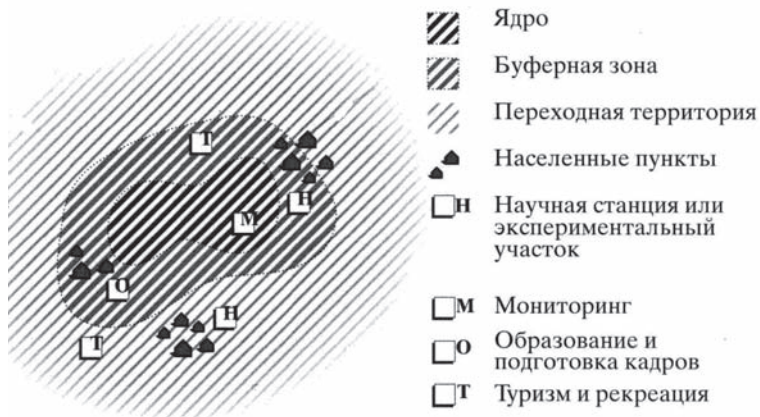 Т
Н
М
О
Н
Т
Ядро
Буферная зона
Переходная территория
Населенные пункты
Н Научная станция или
экспериментальный
участок
М Мониторинг
О Образование и
подготовка кадров
Т Туризм и рекреация